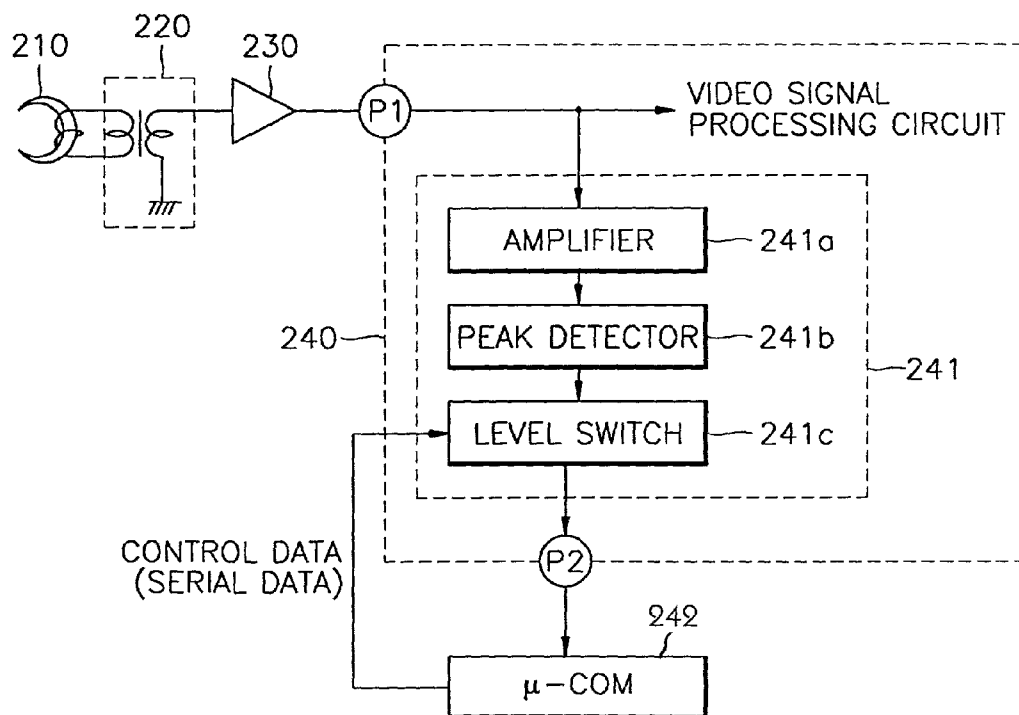 210
220
230
P1
VIDEO SIGNAL
PROCESSING CIRCUIT
AMPLIFIER
241a
240
PEAK DETECTOR
241b
241
LEVEL SWITCH
241c
CONTROL DATA
(SERIAL DATA)
P2
242
μ-COM